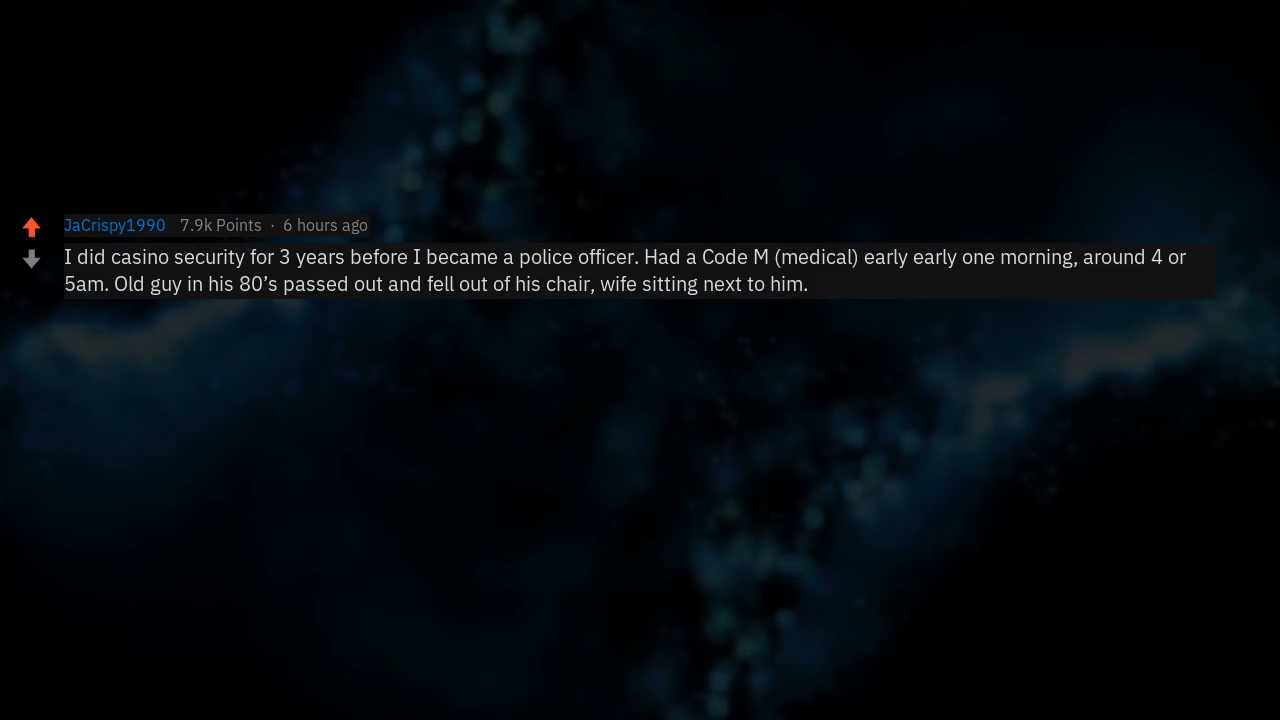 JaCrispy1990 7.9k Points · 6 hours ago
I did casino security for 3 years before I became a police officer. Had a Code M (medical) early early one morning, around 4 or
5am. Old guy in his 80’s passed out and fell out of his chair, wife sitting next to him.